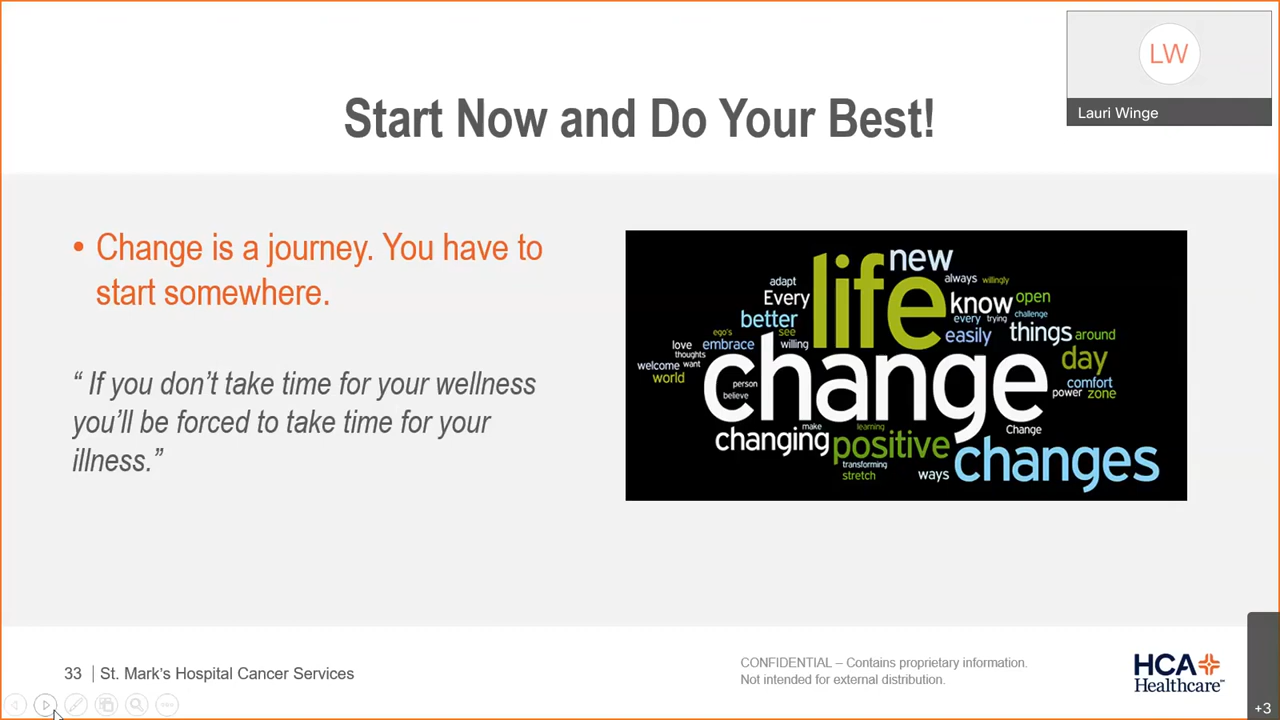 LW
Lauri Winge
Start Now and Do Your Best!
• Change is a journey. You have to
start somewhere.
“ If you don’t take time for your wellness
you’ll be forced to take time for your
illness.”
new
life
always willingly
adapt
Every
know open
better
every trying challenge
ego's see
easily things around
love embrace willing
thoughts
day
welcome want
world
change
person
comfort
believe
power zone
make learning Change
changing positive
changes
transforming
stretch
ways
33 | St. Mark’s Hospital Cancer Services
CONFIDENTIAL – Contains proprietary information.
Not intended for external distribution.
HCA
Healthcare™
+3